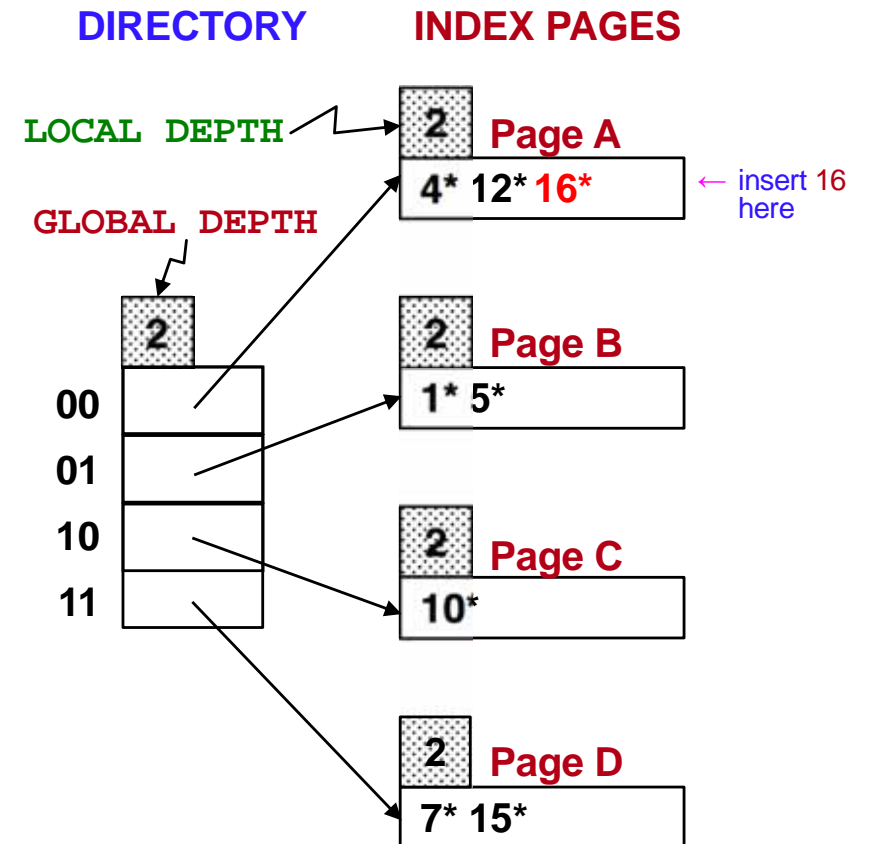 DIRECTORY INDEX PAGES
LOCAL DEPTH
2 Page A
4* 12* 16*
← insert 16
here
GLOBAL DEPTH
2
00
01
10
11
2 Page B
1* 5*
2 Page C
10*
2 Page D
7* 15*